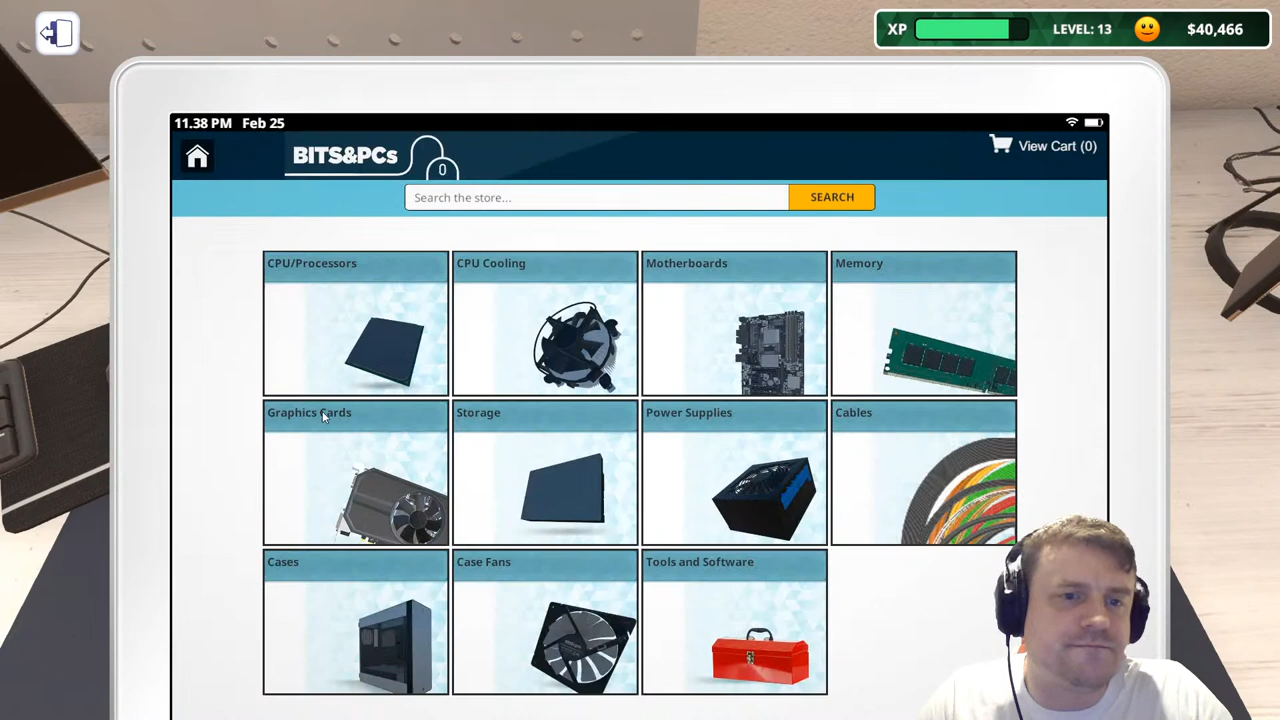 XP LEVEL: 13 $40,466
11.38 PM Feb 25
BITS&PCs 0 View Cart (0)
Search the store... SEARCH
CPU/Processors CPU Cooling Motherboards Memory
Graphics Cards Storage Power Supplies Cables
Cases Case Fans Tools and Software